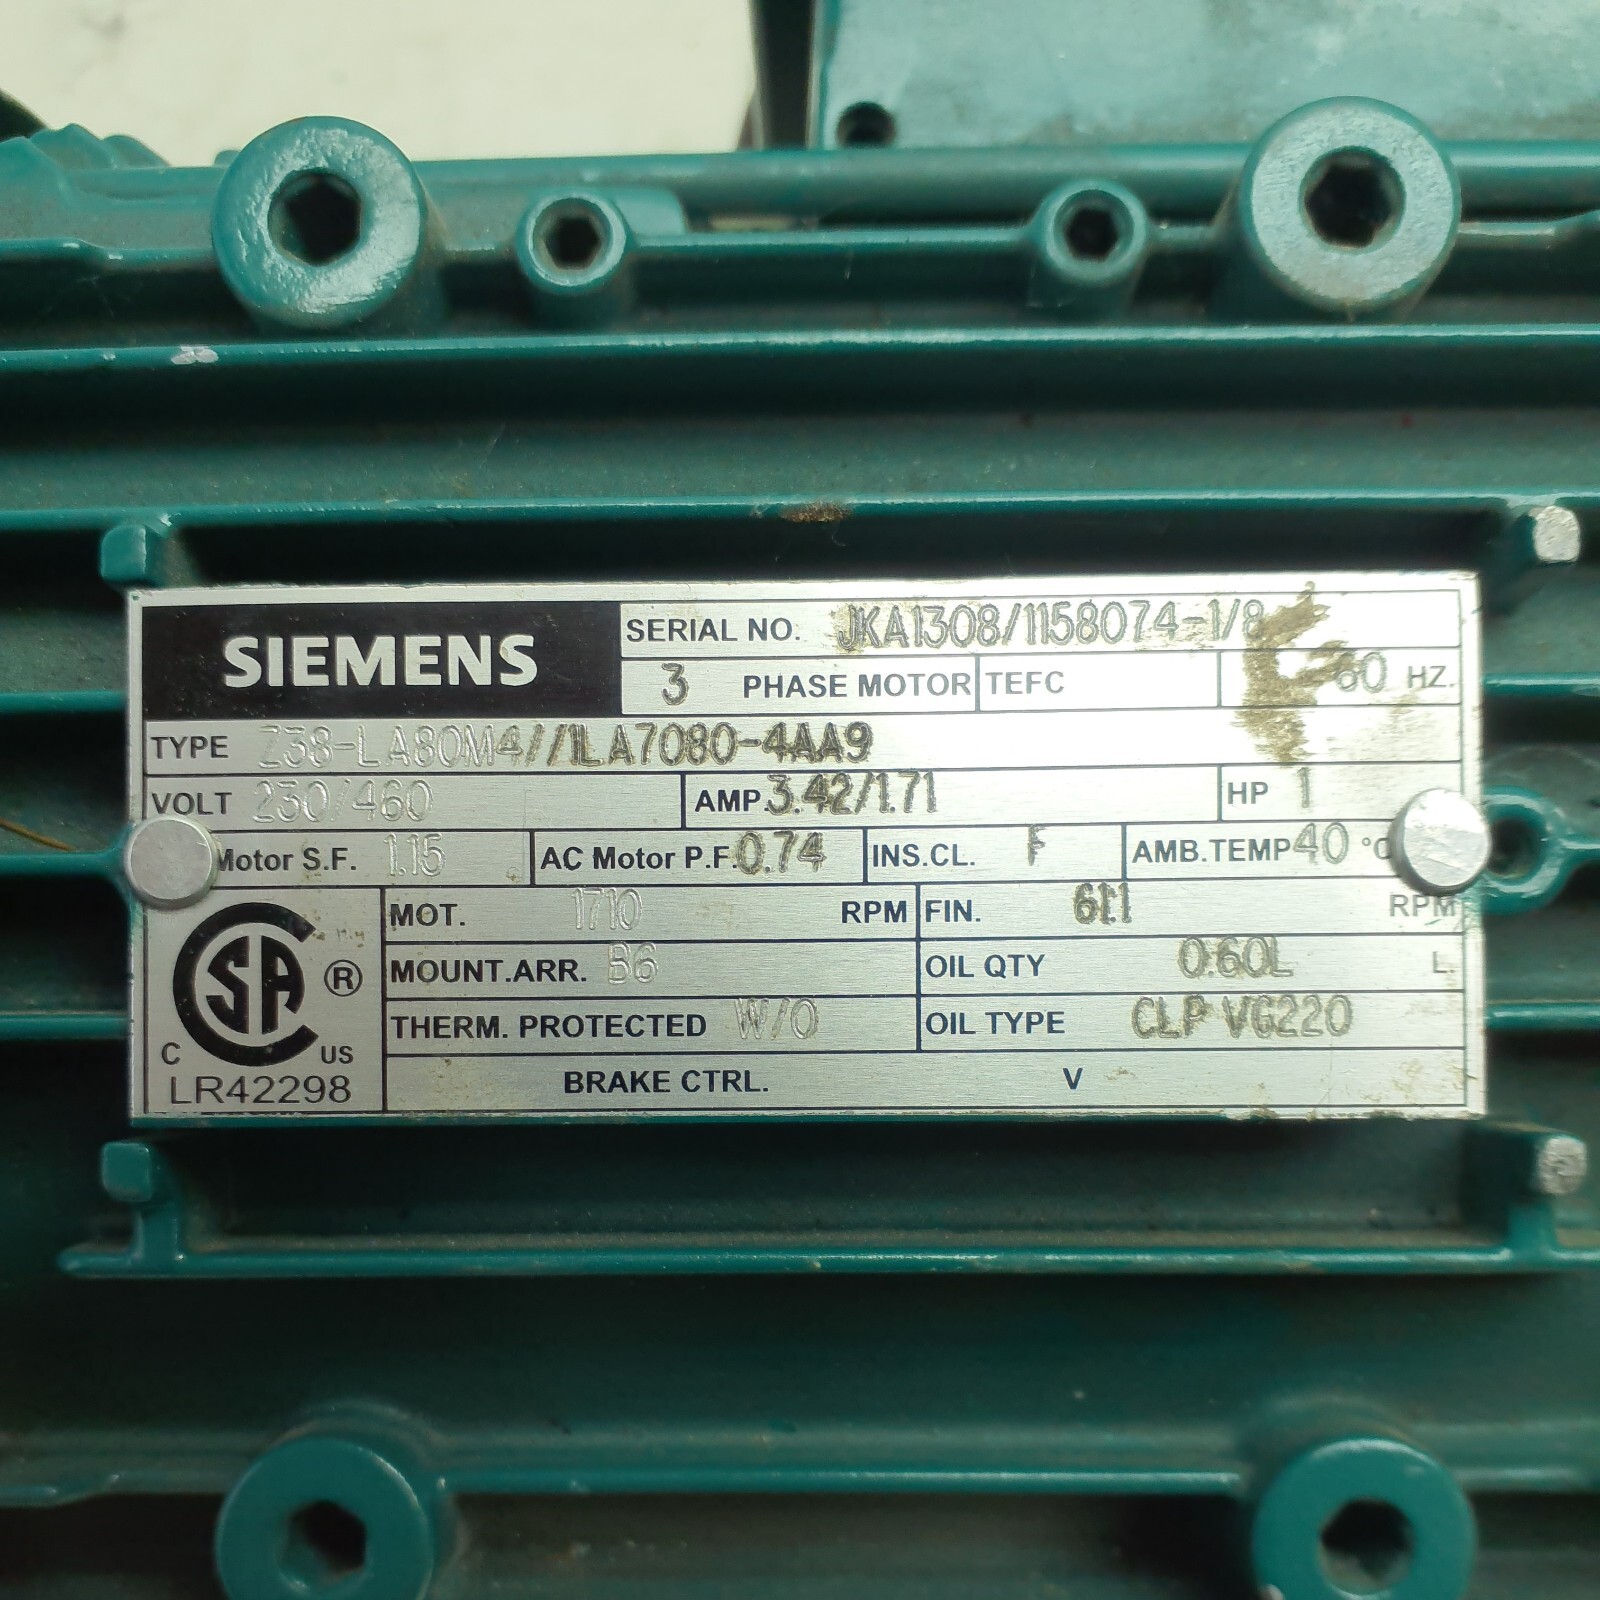 SIEMENS
SERIAL NO. JKA1308/1158074-1/8
3 PHASE MOTOR TEFC 60 HZ.
TYPE Z38-LA80M4//1LA7080-4AA9
VOLT 230/460 AMP. 3.42/1.71 HP 1
Motor S.F. 1.15 AC Motor P.F. 0.74 INS.CL. F AMB.TEMP 40 °C
MOT. 1710 RPM FIN. 61:1 RPM
MOUNT.ARR. B6 OIL QTY 0.60L L.
THERM. PROTECTED W/O OIL TYPE CLP VG220
BRAKE CTRL. V
CSA ®
C US
LR42298